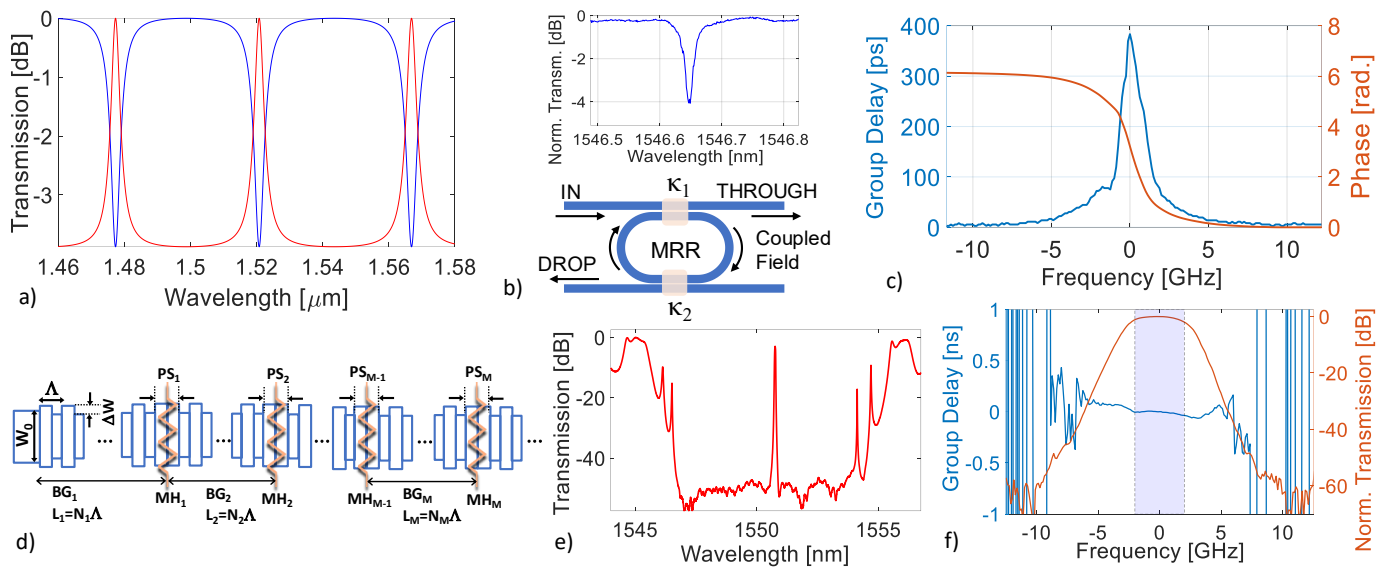 0
-1
-2
-3
Transmission [dB]
1.46
1.48
1.5
1.52
1.54
1.56
1.58
Wavelength [μm]
a)
0
-2
-4
Norm. Transm. [dB]
1546.5
1546.6
1546.7
1546.8
Wavelength [nm]
κ1
IN
THROUGH
MRR
Coupled
Field
DROP
κ2
b)
400
300
200
100
0
Group Delay [ps]
8
6
4
2
0
Phase [rad.]
-10
-5
0
5
10
Frequency [GHz]
c)
Λ
ΔW
W0
PS1
PS2
PSM-1
PSM
...
...
...
...
...
BG1
BG2
BGM
MH1
MH2
MHM-1
MHM
L1=N1Λ
L2=N2Λ
LM=NMΛ
d)
0
-20
-40
Transmission [dB]
1545
1550
1555
Wavelength [nm]
e)
1
0.5
0
-0.5
-1
Group Delay [ns]
0
-20
-40
-60
Norm. Transmission [dB]
-10
-5
0
5
10
Frequency [GHz]
f)